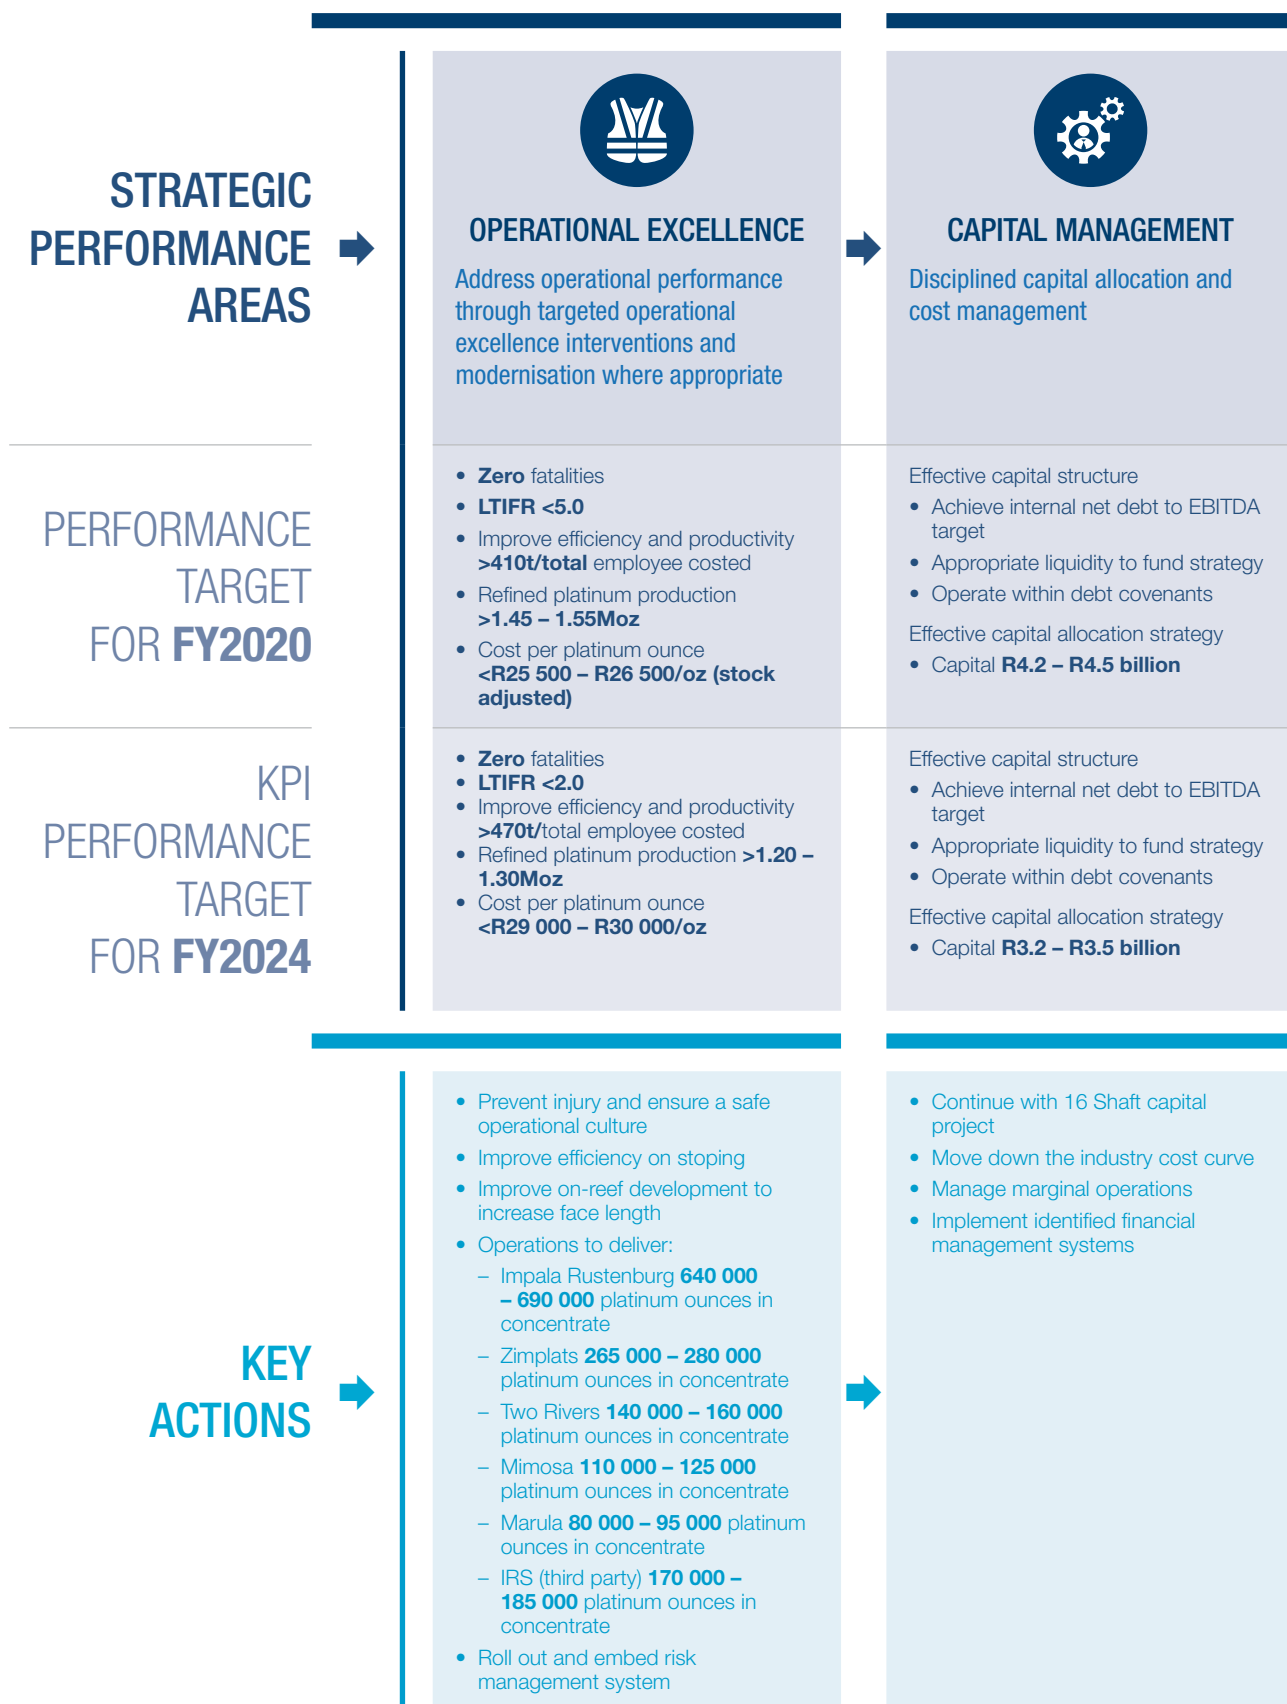 STRATEGIC
PERFORMANCE
AREAS
OPERATIONAL EXCELLENCE
Address operational performance
through targeted operational
excellence interventions and
modernisation where appropriate
CAPITAL MANAGEMENT
Disciplined capital allocation and
cost management
PERFORMANCE
TARGET
FOR FY2020
• Zero fatalities
• LTIFR <5.0
• Improve efficiency and productivity
>410t/total employee costed
• Refined platinum production
>1.45 – 1.55Moz
• Cost per platinum ounce
<R25 500 – R26 500/oz (stock
adjusted)
Effective capital structure
• Achieve internal net debt to EBITDA
target
• Appropriate liquidity to fund strategy
• Operate within debt covenants
Effective capital allocation strategy
• Capital R4.2 – R4.5 billion
KPI
PERFORMANCE
TARGET
FOR FY2024
• Zero fatalities
• LTIFR <2.0
• Improve efficiency and productivity
>470t/total employee costed
• Refined platinum production >1.20 –
1.30Moz
• Cost per platinum ounce
<R29 000 – R30 000/oz
Effective capital structure
• Achieve internal net debt to EBITDA
target
• Appropriate liquidity to fund strategy
• Operate within debt covenants
Effective capital allocation strategy
• Capital R3.2 – R3.5 billion
KEY
ACTIONS
• Prevent injury and ensure a safe
operational culture
• Improve efficiency on stoping
• Improve on-reef development to
increase face length
• Operations to deliver:
– Impala Rustenburg 640 000
– 690 000 platinum ounces in
concentrate
– Zimplats 265 000 – 280 000
platinum ounces in concentrate
– Two Rivers 140 000 – 160 000
platinum ounces in concentrate
– Mimosa 110 000 – 125 000
platinum ounces in concentrate
– Marula 80 000 – 95 000 platinum
ounces in concentrate
– IRS (third party) 170 000 –
185 000 platinum ounces in
concentrate
• Roll out and embed risk
management system
• Continue with 16 Shaft capital
project
• Move down the industry cost curve
• Manage marginal operations
• Implement identified financial
management systems